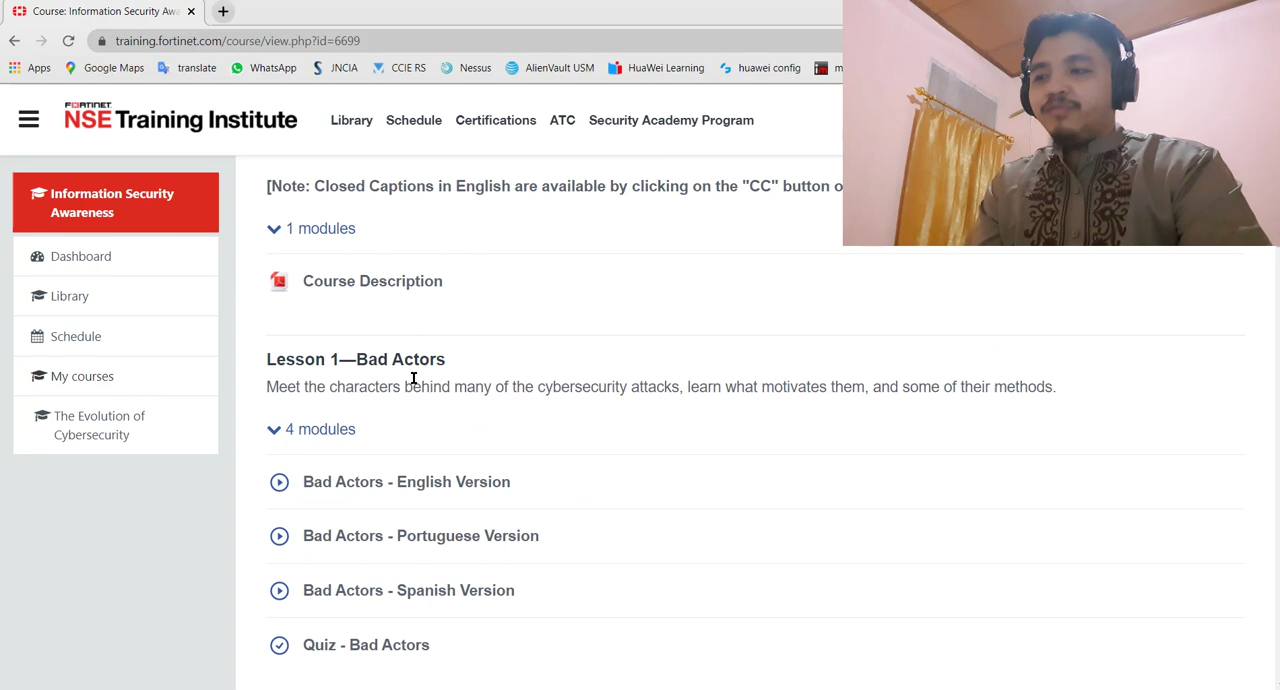 Course: Information Security Awa
training.fortinet.com/course/view.php?id=6699
Apps Google Maps translate WhatsApp JNCIA CCIE RS Nessus AlienVault USM HuaWei Learning huawei config m
FORTINET
NSE Training Institute
Library Schedule Certifications ATC Security Academy Program
Information Security
Awareness
Dashboard
Library
Schedule
My courses
The Evolution of
Cybersecurity
[Note: Closed Captions in English are available by clicking on the "CC" button o
1 modules
Course Description
Lesson 1—Bad Actors
Meet the characters behind many of the cybersecurity attacks, learn what motivates them, and some of their methods.
4 modules
Bad Actors - English Version
Bad Actors - Portuguese Version
Bad Actors - Spanish Version
Quiz - Bad Actors